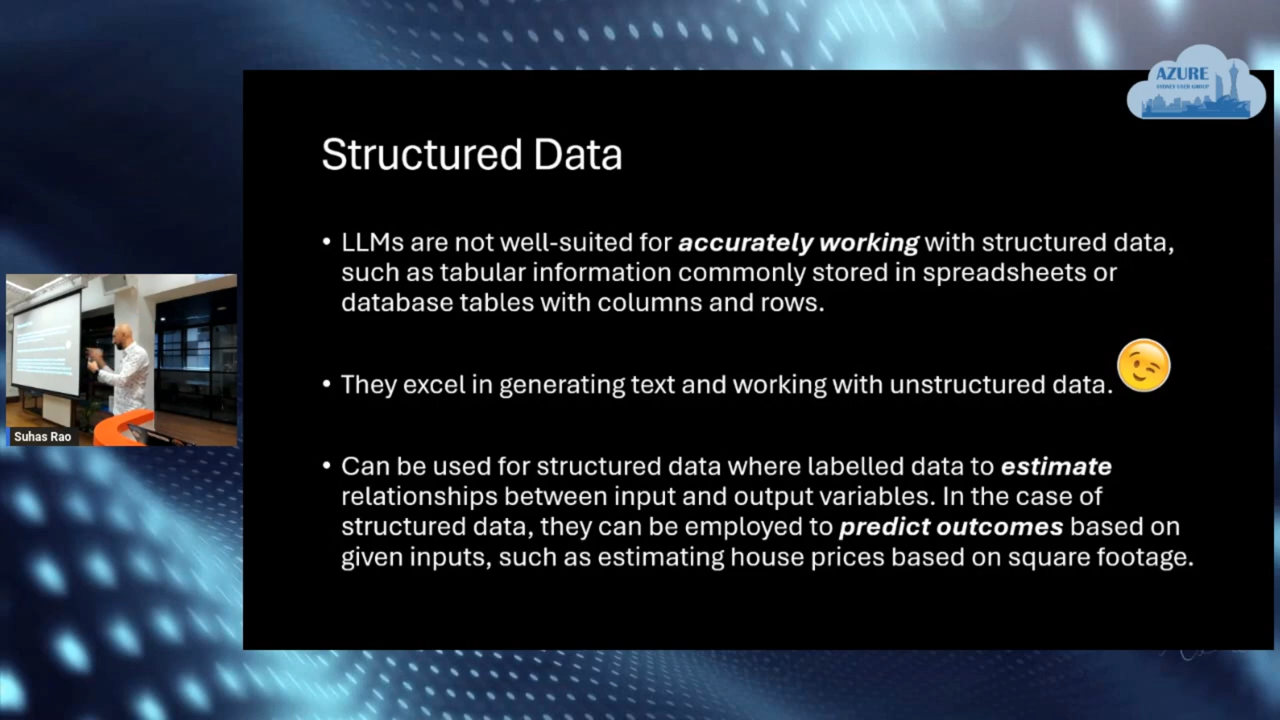 AZURE
SYDNEY USER GROUP
Structured Data
• LLMs are not well-suited for accurately working with structured data,
such as tabular information commonly stored in spreadsheets or
database tables with columns and rows.
• They excel in generating text and working with unstructured data.
• Can be used for structured data where labelled data to estimate
relationships between input and output variables. In the case of
structured data, they can be employed to predict outcomes based on
given inputs, such as estimating house prices based on square footage.
Suhas Rao